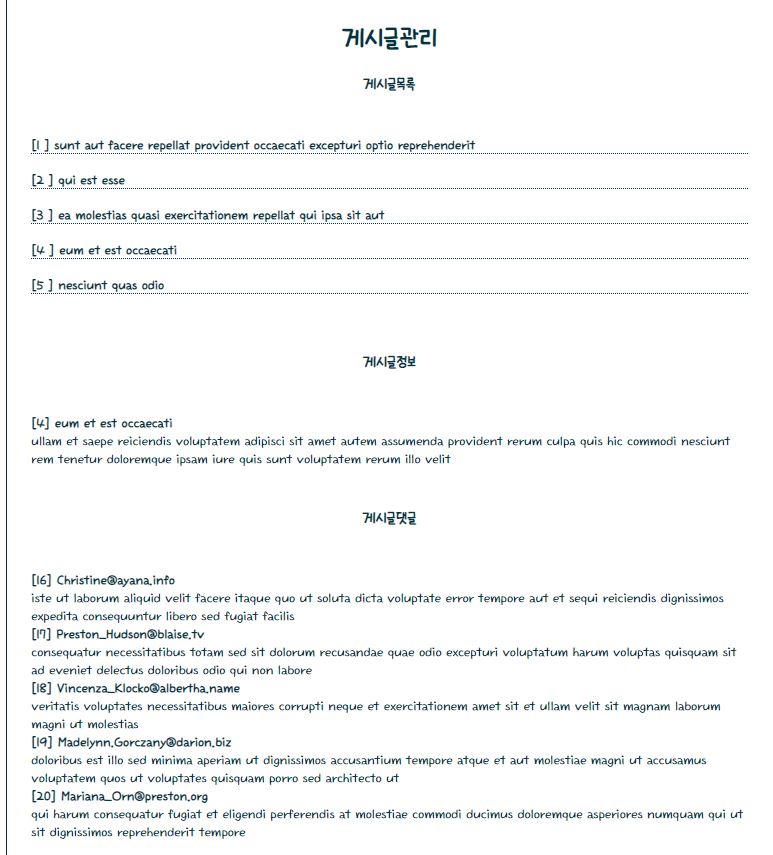 게시글관리
게시글목록
[1 ] sunt aut facere repellat provident occaecati excepturi optio reprehenderit
[2 ] qui est esse
[3 ] ea molestias quasi exercitationem repellat qui ipsa sit aut
[4 ] eum et est occaecati
[5 ] nesciunt quas odio
게시글정보
[4] eum et est occaecati
ullam et saepe reiciendis voluptatem adipisci sit amet autem assumenda provident rerum culpa quis hic commodi nesciunt
rem tenetur doloremque ipsam iure quis sunt voluptatem rerum illo velit
게시글댓글
[16] Christine@ayana.info
iste ut laborum aliquid velit facere itaque quo ut soluta dicta voluptate error tempore aut et sequi reiciendis dignissimos
expedita consequuntur libero sed fugiat facilis
[17] Preston_Hudson@blaise.tv
consequatur necessitatibus totam sed sit dolorum recusandae quae odio excepturi voluptatum harum voluptas quisquam sit
ad eveniet delectus doloribus odio qui non labore
[18] Vincenza_Klocko@albertha.name
veritatis voluptates necessitatibus maiores corrupti neque et exercitationem amet sit et ullam velit sit magnam laborum
magni ut molestias
[19] Madelynn.Gorczany@darion.biz
doloribus est illo sed minima aperiam ut dignissimos accusantium tempore atque et aut molestiae magni ut accusamus
voluptatem quos ut voluptates quisquam porro sed architecto ut
[20] Mariana_Orn@preston.org
qui harum consequatur fugiat et eligendi perferendis at molestiae commodi ducimus doloremque asperiores numquam qui ut
sit dignissimos reprehenderit tempore